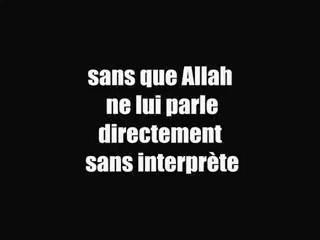 sans que Allah
ne lui parle
directement
sans interprète